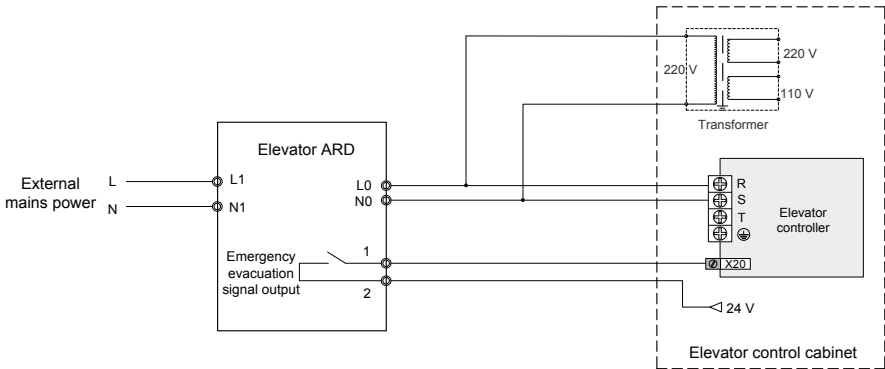 220 V
220 V
110 V
Transformer
Elevator ARD
External
mains power
L
N
L1
N1
L0
N0
R
S
T
Elevator
controller
Emergency
evacuation
signal output
1
2
X20
24 V
Elevator control cabinet